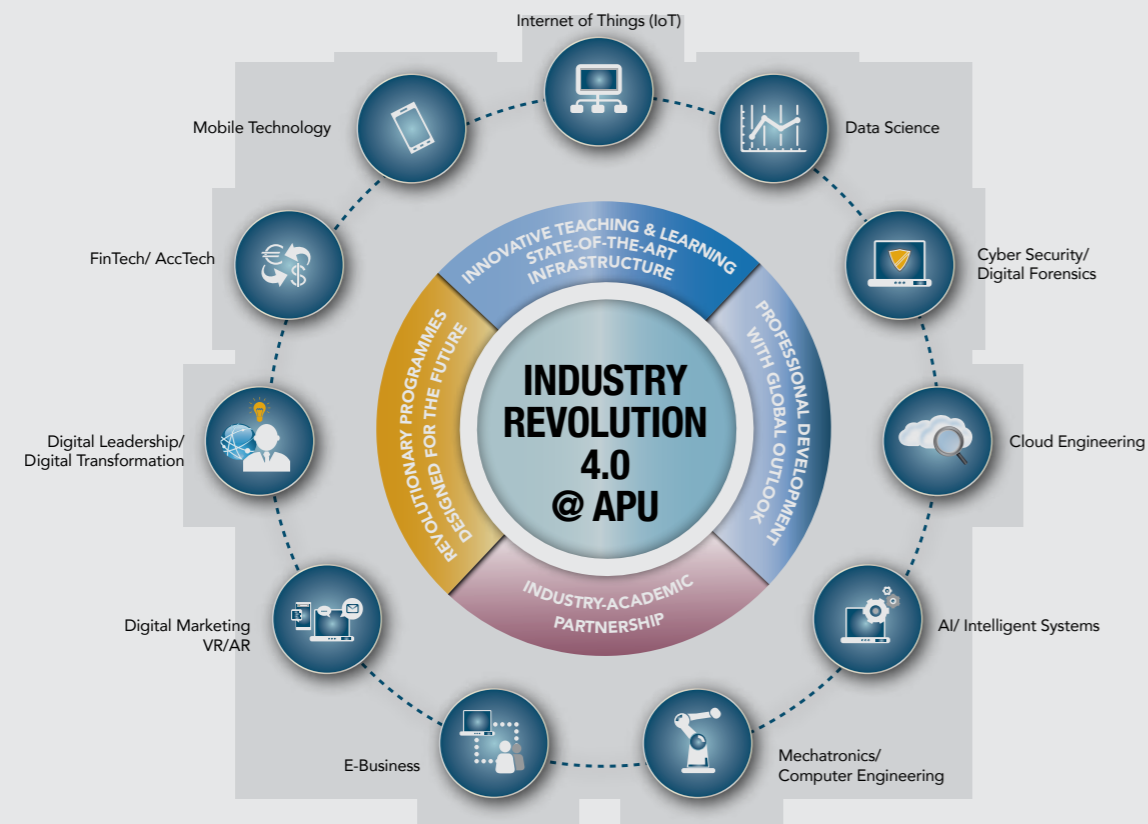 Internet of Things (IoT)
Mobile Technology
Data Science
FinTech/ AccTech
Cyber Security/
Digital Forensics
INNOVATIVE TEACHING & LEARNING
STATE-OF-THE-ART
INFRASTRUCTURE
PROFESSIONAL DEVELOPMENT
WITH GLOBAL OUTLOOK
REVOLUTIONARY PROGRAMMES
DESIGNED FOR THE FUTURE
INDUSTRY
REVOLUTION
4.0
@ APU
INDUSTRY-ACADEMIC
PARTNERSHIP
Digital Leadership/
Digital Transformation
Cloud Engineering
Digital Marketing
VR/AR
AI/ Intelligent Systems
E-Business
Mechatronics/
Computer Engineering